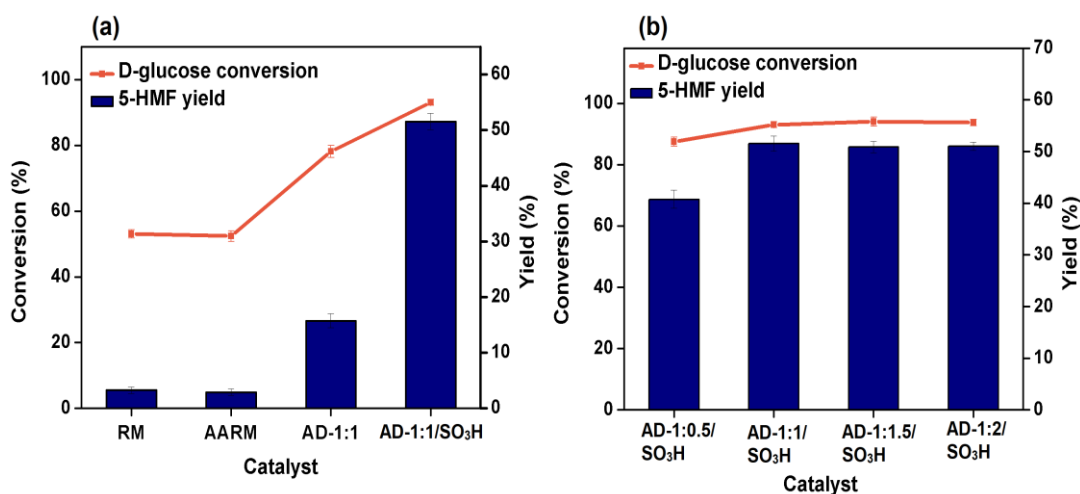 (a)
D-glucose conversion
5-HMF yield
Conversion (%)
100
80
60
40
20
0
Yield (%)
60
50
40
30
20
10
0
RM AARM AD-1:1 AD-1:1/SO₃H
Catalyst
(b)
D-glucose conversion
5-HMF yield
Conversion (%)
100
80
60
40
20
0
Yield (%)
70
60
50
40
30
20
10
0
AD-1:0.5/ AD-1:1/ AD-1:1.5/ AD-1:2/
SO₃H SO₃H SO₃H SO₃H
Catalyst